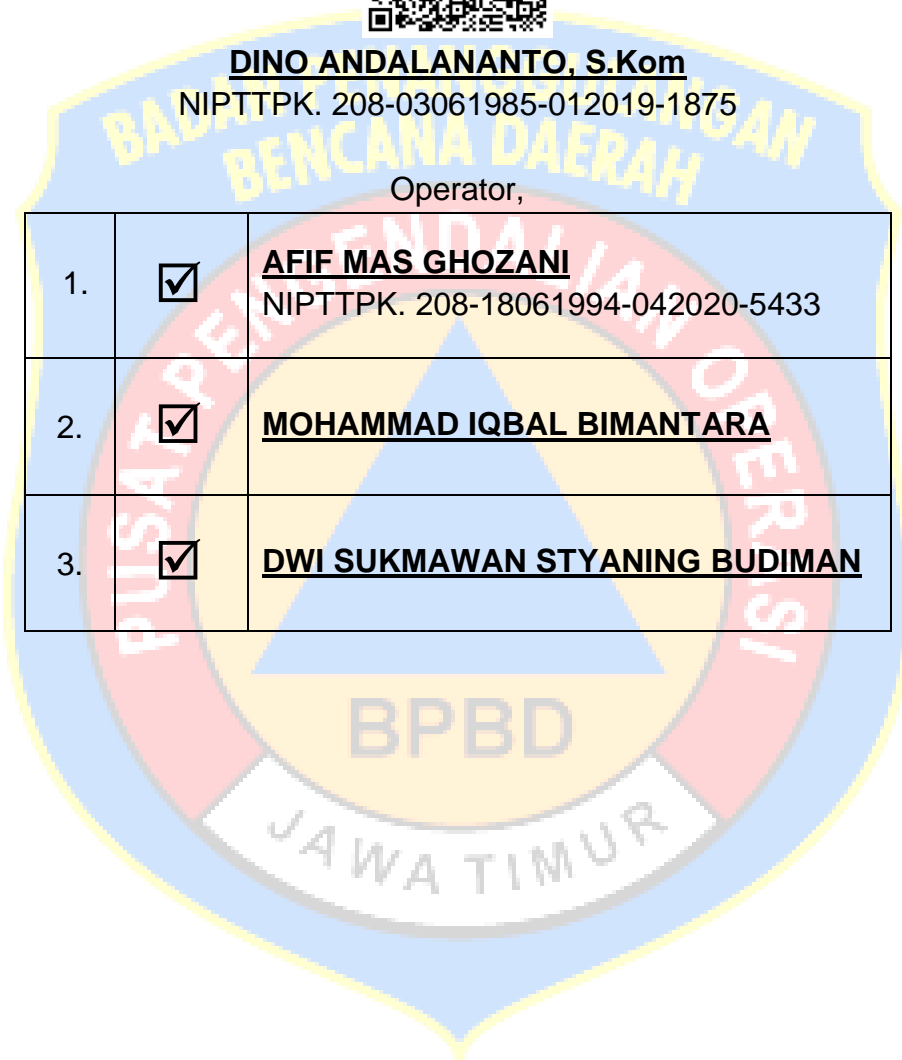 DINO ANDALANANTO, S.Kom
NIPTTPK. 208-03061985-012019-1875
BADAN PENANGGULANGAN
BENCANA DAERAH
Operator,
1. ☑ AFIF MAS GHOZANI
NIPTTPK. 208-18061994-042020-5433
2. ☑ MOHAMMAD IQBAL BIMANTARA
3. ☑ DWI SUKMAWAN STYANING BUDIMAN
PUSAT PENGENDALIAN OPERASI
BPBD
JAWA TIMUR